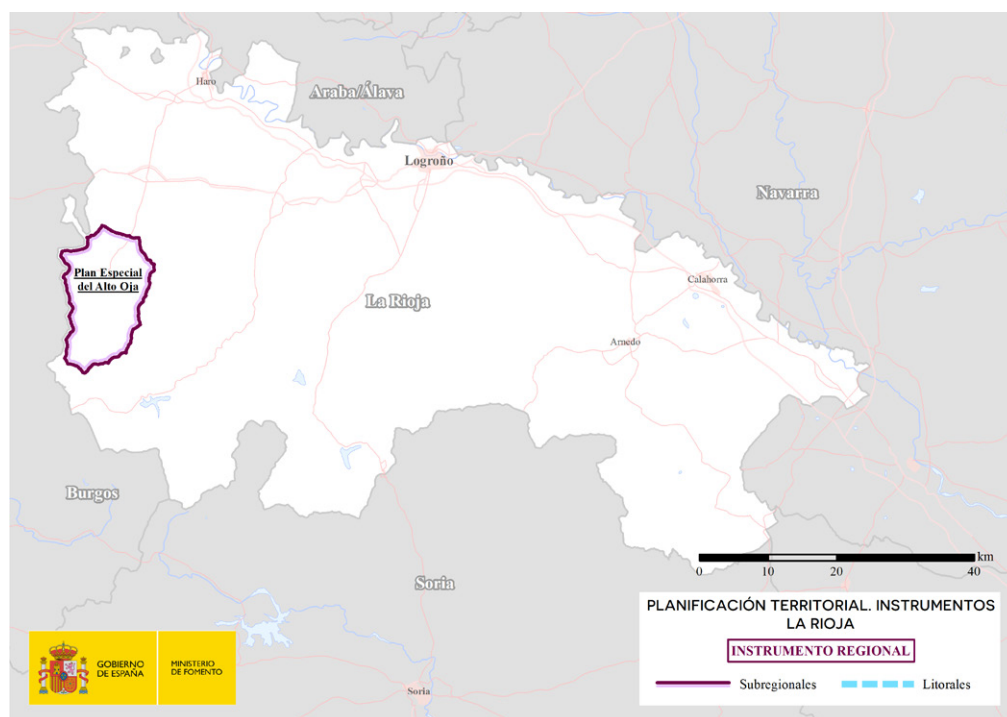 Haro
Araba/Álava
Logroño
Navarra
Plan Especial
del Alto Oja
La Rioja
Calahorra
Arnedo
Burgos
Soria
Soria
km
0 10 20 40
GOBIERNO
DE ESPAÑA
MINISTERIO
DE FOMENTO
PLANIFICACIÓN TERRITORIAL. INSTRUMENTOS
LA RIOJA
INSTRUMENTO REGIONAL
Subregionales Litorales